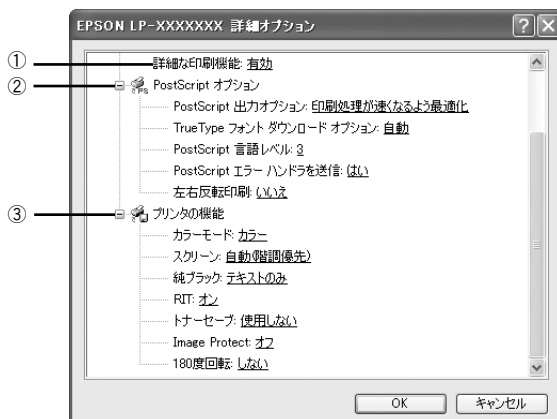 EPSON LP-XXXXXXX 詳細オプション
① 詳細な印刷機能: 有効
② PostScript オプション
PostScript 出力オプション: 印刷処理が速くなるよう最適化
TrueType フォント ダウンロード オプション: 自動
PostScript 言語レベル: 3
PostScript エラー ハンドラを送信: はい
左右反転印刷: いいえ
③ プリンタの機能
カラーモード: カラー
スクリーン: 自動(階調優先)
純ブラック: テキストのみ
RIT: オン
トナーセーブ: 使用しない
Image Protect: オフ
180度回転: しない
OK キャンセル